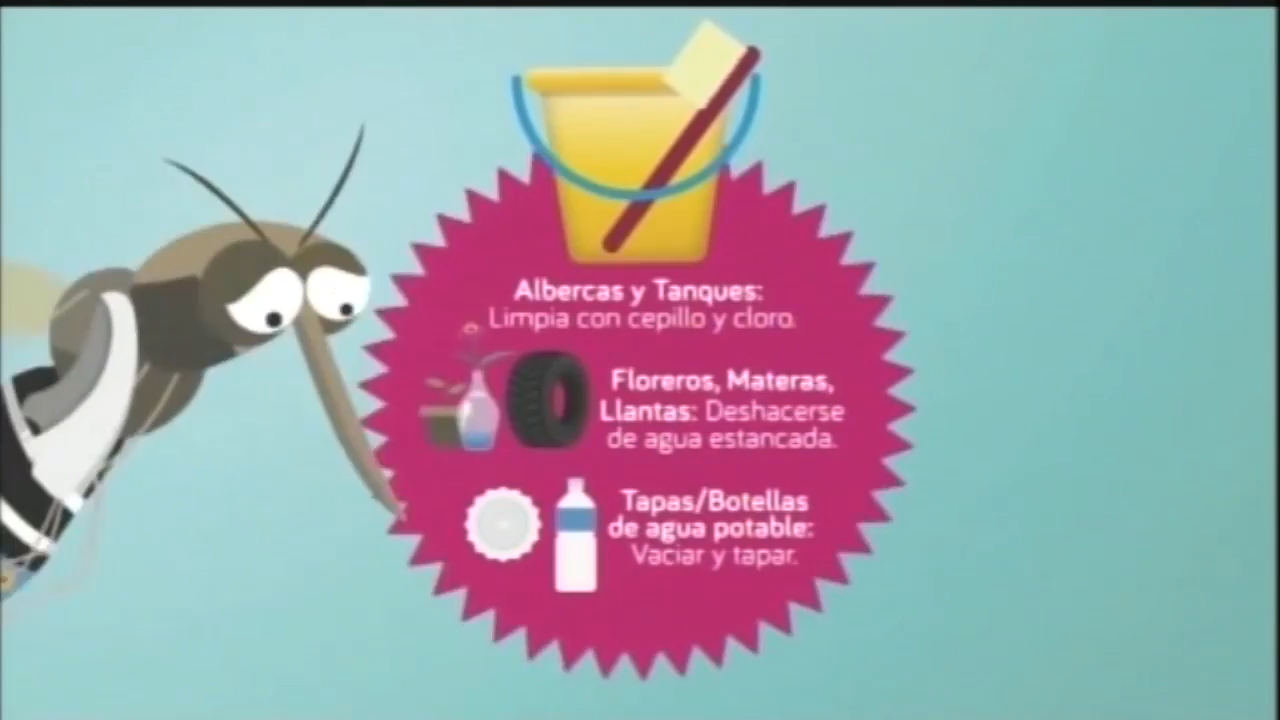 Albercas y Tanques:
Limpia con cepillo y cloro.
Floreros, Materas,
Llantas: Deshacerse
de agua estancada.
Tapas/Botellas
de agua potable:
Vaciar y tapar.